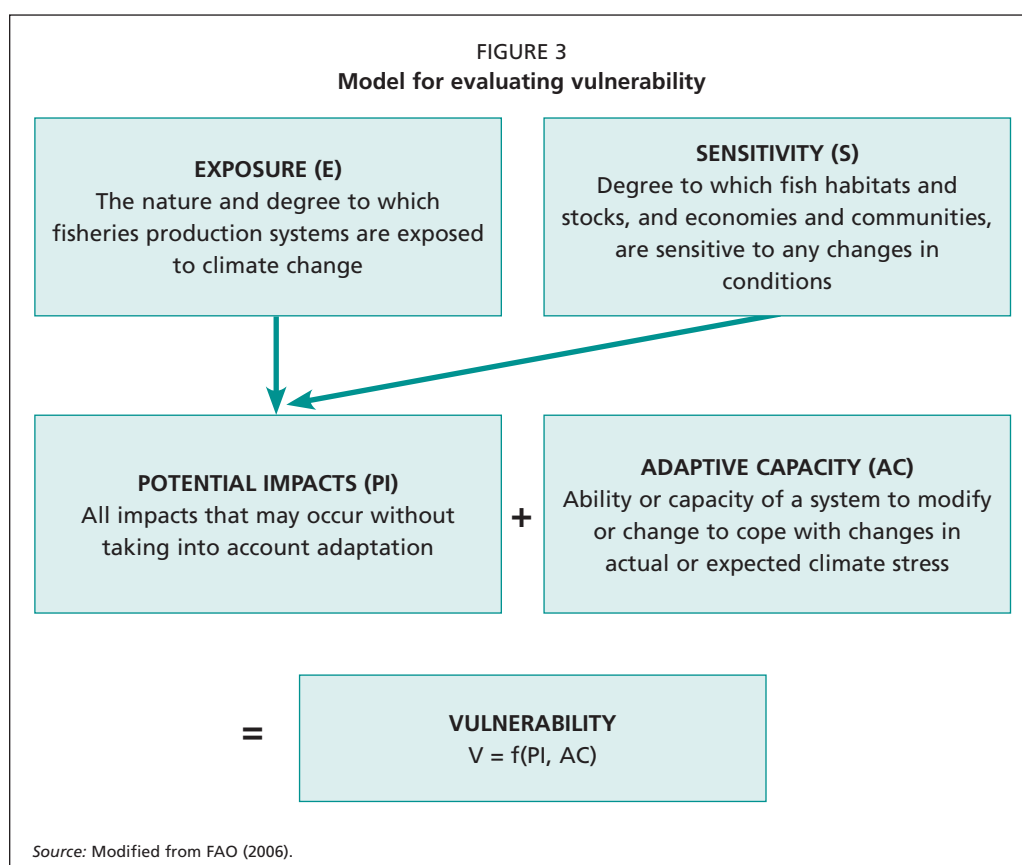 FIGURE 3
Model for evaluating vulnerability
EXPOSURE (E)
The nature and degree to which
fisheries production systems are exposed
to climate change
SENSITIVITY (S)
Degree to which fish habitats and
stocks, and economies and communities,
are sensitive to any changes in
conditions
POTENTIAL IMPACTS (PI)
All impacts that may occur without
taking into account adaptation
+
ADAPTIVE CAPACITY (AC)
Ability or capacity of a system to modify
or change to cope with changes in
actual or expected climate stress
=
VULNERABILITY
V = f(PI, AC)
Source: Modified from FAO (2006).